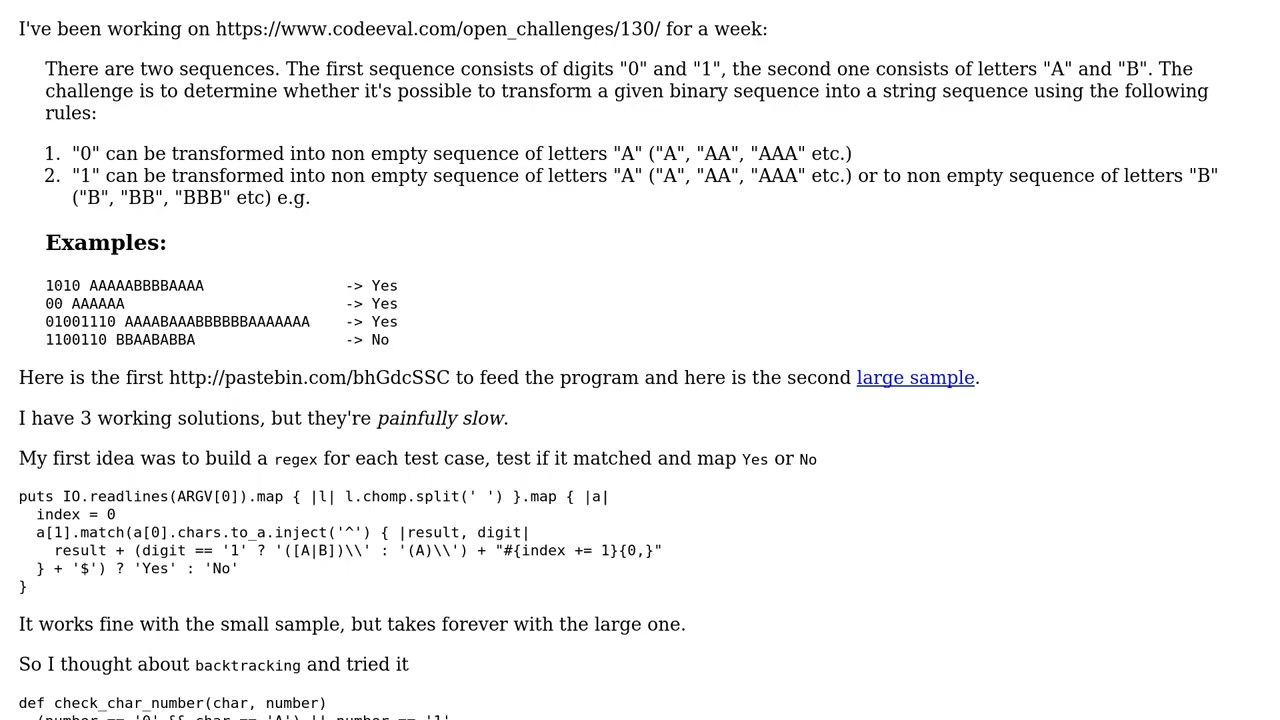 I've been working on https://www.codeeval.com/open_challenges/130/ for a week:
There are two sequences. The first sequence consists of digits "0" and "1", the second one consists of letters "A" and "B". The
challenge is to determine whether it's possible to transform a given binary sequence into a string sequence using the following
rules:
1. "0" can be transformed into non empty sequence of letters "A" ("A", "AA", "AAA" etc.)
2. "1" can be transformed into non empty sequence of letters "A" ("A", "AA", "AAA" etc.) or to non empty sequence of letters "B"
("B", "BB", "BBB" etc) e.g.
Examples:
1010 AAAAABBBBAAAA -> Yes
00 AAAAAA -> Yes
01001110 AAAABAAABBBBBBAAAAAAA -> Yes
1100110 BBAABABBA -> No
Here is the first http://pastebin.com/bhGdcSSC to feed the program and here is the second large sample.
I have 3 working solutions, but they're painfully slow.
My first idea was to build a regex for each test case, test if it matched and map Yes or No
puts IO.readlines(ARGV[0]).map { |l| l.chomp.split(' ') }.map { |a|
  index = 0
  a[1].match(a[0].chars.to_a.inject('^') { |result, digit|
    result + (digit == '1' ? '([A|B])\\' : '(A)\\') + "#{index += 1}{0,}"
  } + '$') ? 'Yes' : 'No'
}
It works fine with the small sample, but takes forever with the large one.
So I thought about backtracking and tried it
def check_char_number(char, number)
  (number == '0' && char == 'A') || number == '1'